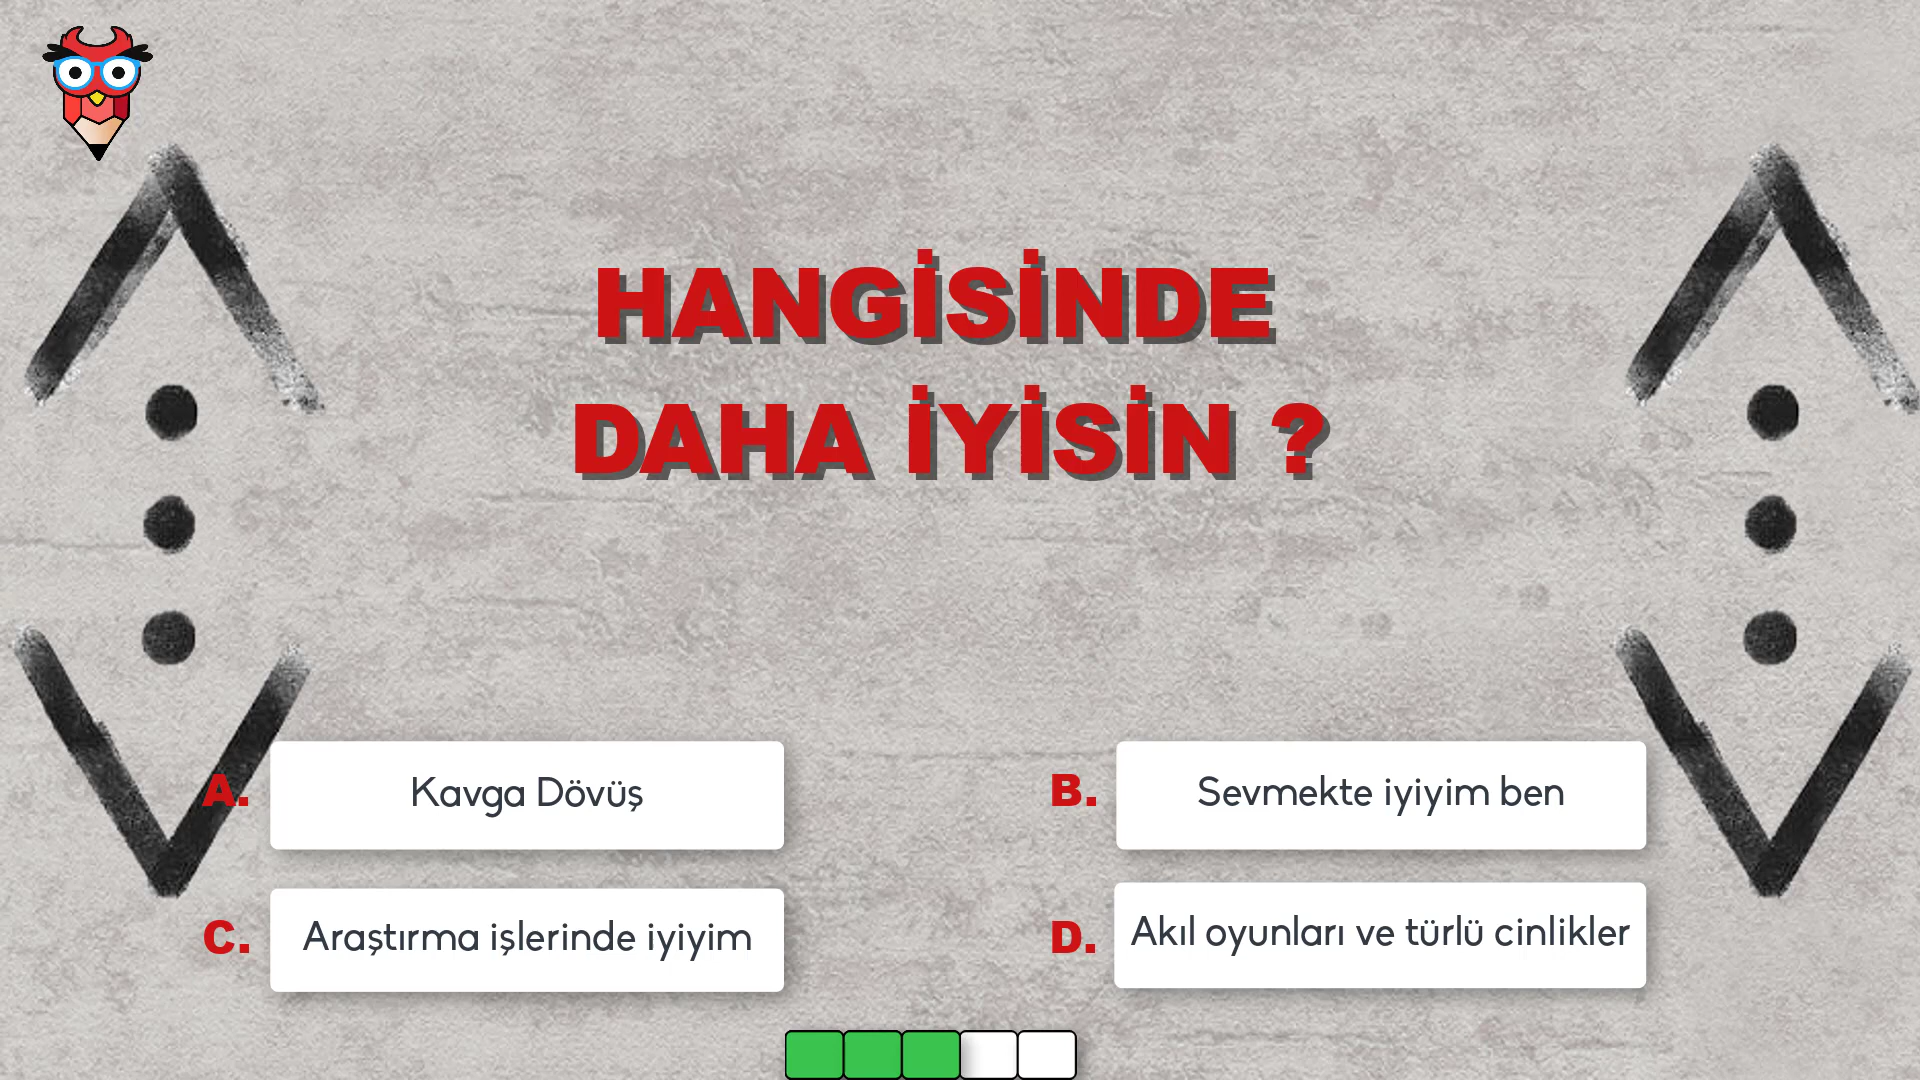 HANGİSİNDE
DAHA İYİSİN ?
A. Kavga Dövüş
B. Sevmekte iyiyim ben
C. Araştırma işlerinde iyiyim
D. Akıl oyunları ve türlü cinlikler